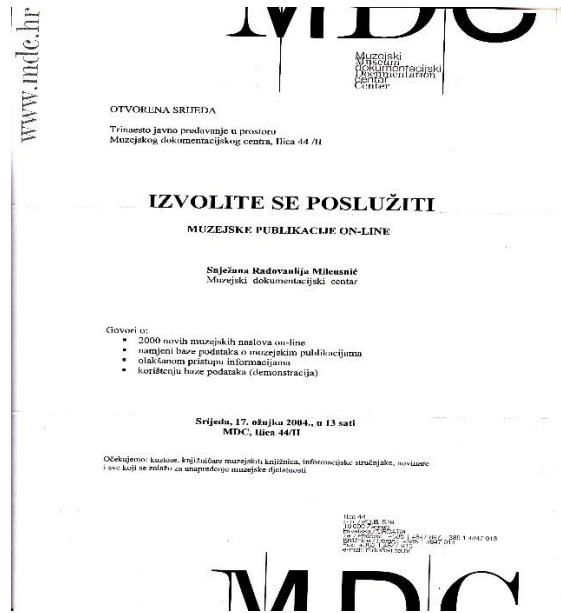 www.mdc.hr
MDC
Muzejski
Museum
dokumentacijski
Documentation
centar
Center
OTVORENA SRIJEDA
Trinaesto javno predavanje u prostoru
Muzejskog dokumentacijskog centra, Ilica 44 /II
IZVOLITE SE POSLUŽITI
MUZEJSKE PUBLIKACIJE ON-LINE
Snježana Radovanlija Mileusnić
Muzejski dokumentacijski centar
Govori o:
▪ 2000 novih muzejskih naslova on-line
▪ namjeni baze podataka o muzejskim publikacijama
▪ olakšanom pristupu informacijama
▪ korištenju baze podataka (demonstracija)
Srijeda, 17. ožujka 2004., u 13 sati
MDC, Ilica 44/II
Očekujemo: kustose, knjižničare muzejskih knjižnica, informacijske stručnjake, novinare
i sve koji se zalažu za unapređenje muzejske djelatnosti
Ilica 44
MDC